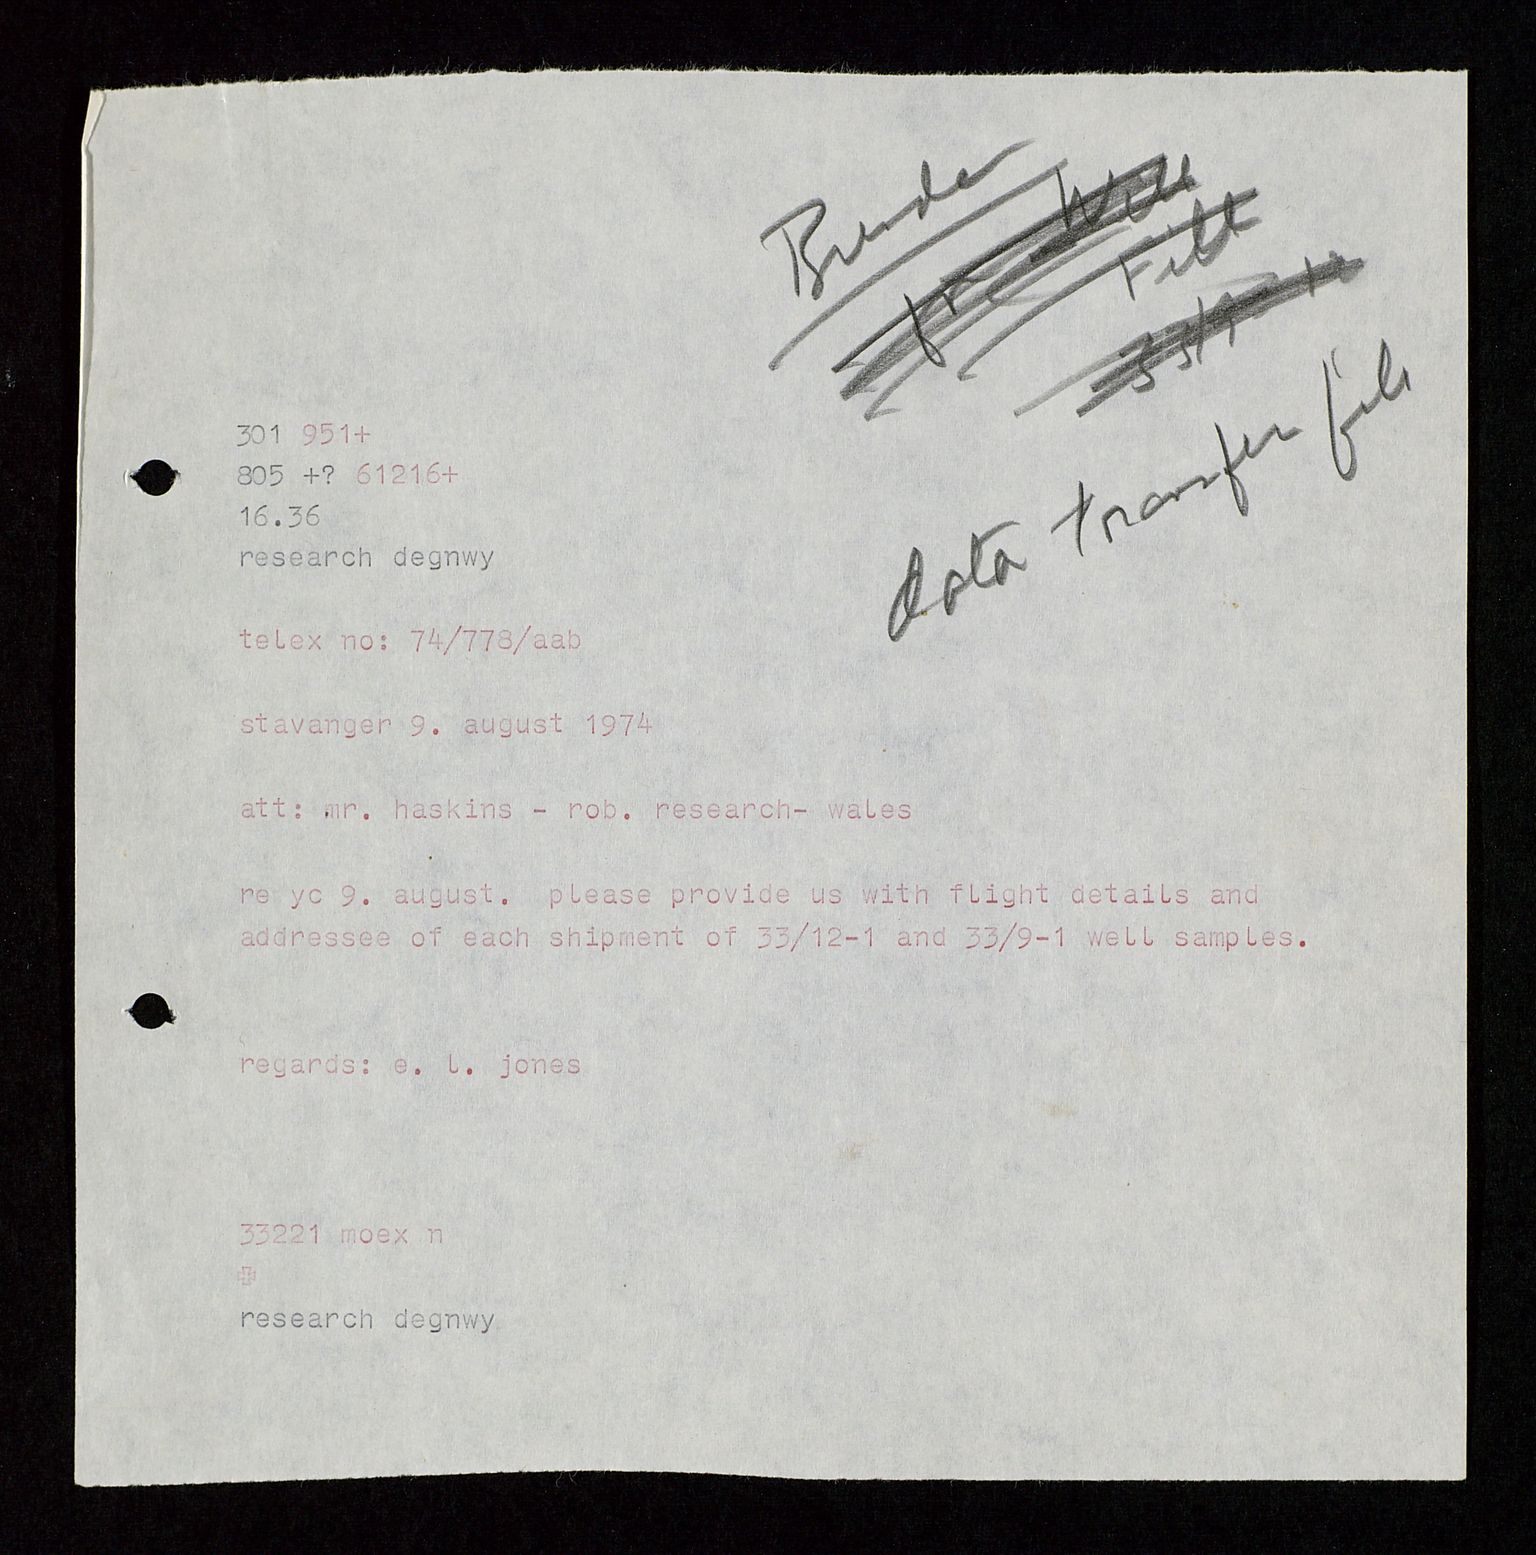 Data transfer file
301 951+
805 +? 61216+
16.36
research degnwy
telex no: 74/778/aab
stavanger 9. august 1974
att: mr. haskins - rob. research- wales
re yc 9. august.  please provide us with flight details and
addressee of each shipment of 33/12-1 and 33/9-1 well samples.
regards: e. l. jones
33221 moex n
research degnwy